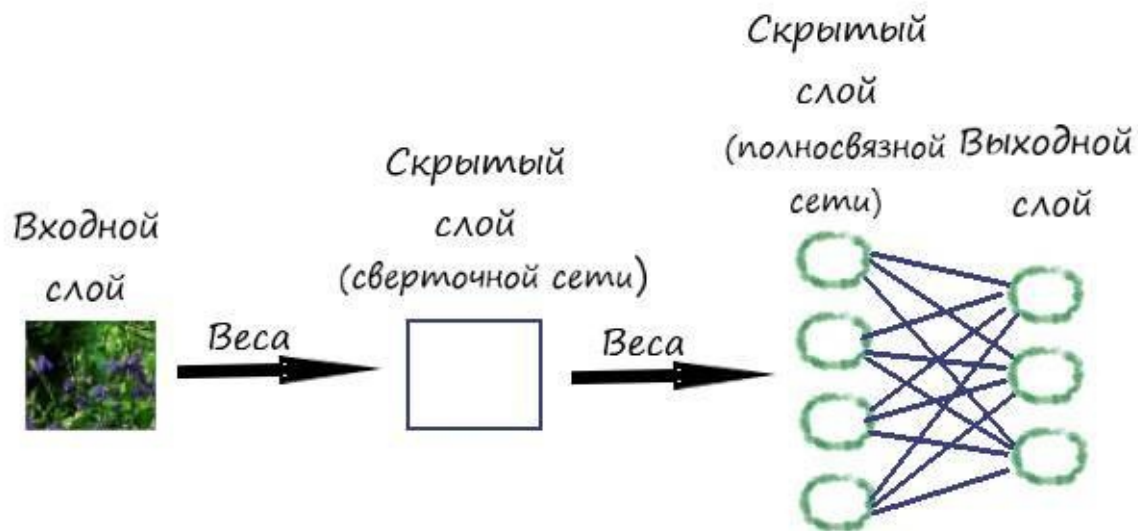 Входной
слой
Веса
Скрытый
слой
(сверточной сети)
Веса
Скрытый
слой
(полносвязной
сети)
Выходной
слой